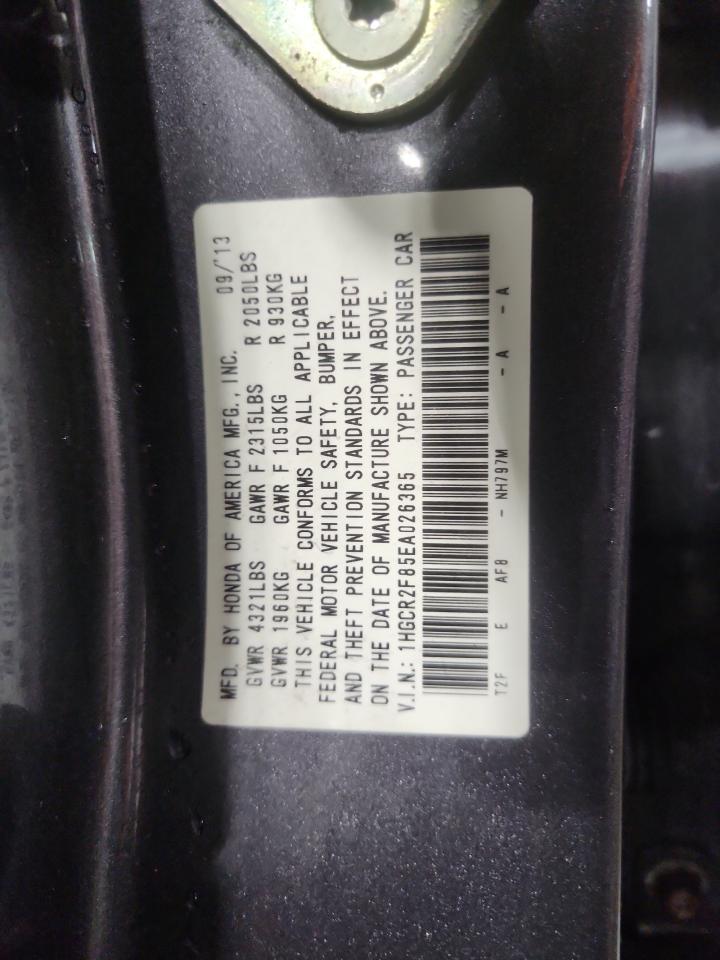 MFD. BY HONDA OF AMERICA MFG., INC. 09/'13
GVWR 4321LBS GAWR F 2315LBS R 2050LBS
GVWR 1960KG GAWR F 1050KG R 930KG
THIS VEHICLE CONFORMS TO ALL APPLICABLE
FEDERAL MOTOR VEHICLE SAFETY, BUMPER,
AND THEFT PREVENTION STANDARDS IN EFFECT
ON THE DATE OF MANUFACTURE SHOWN ABOVE.
V.I.N.: 1HGCR2F85EA026365 TYPE: PASSENGER CAR
T2F E AF8 - NH797M - A - A